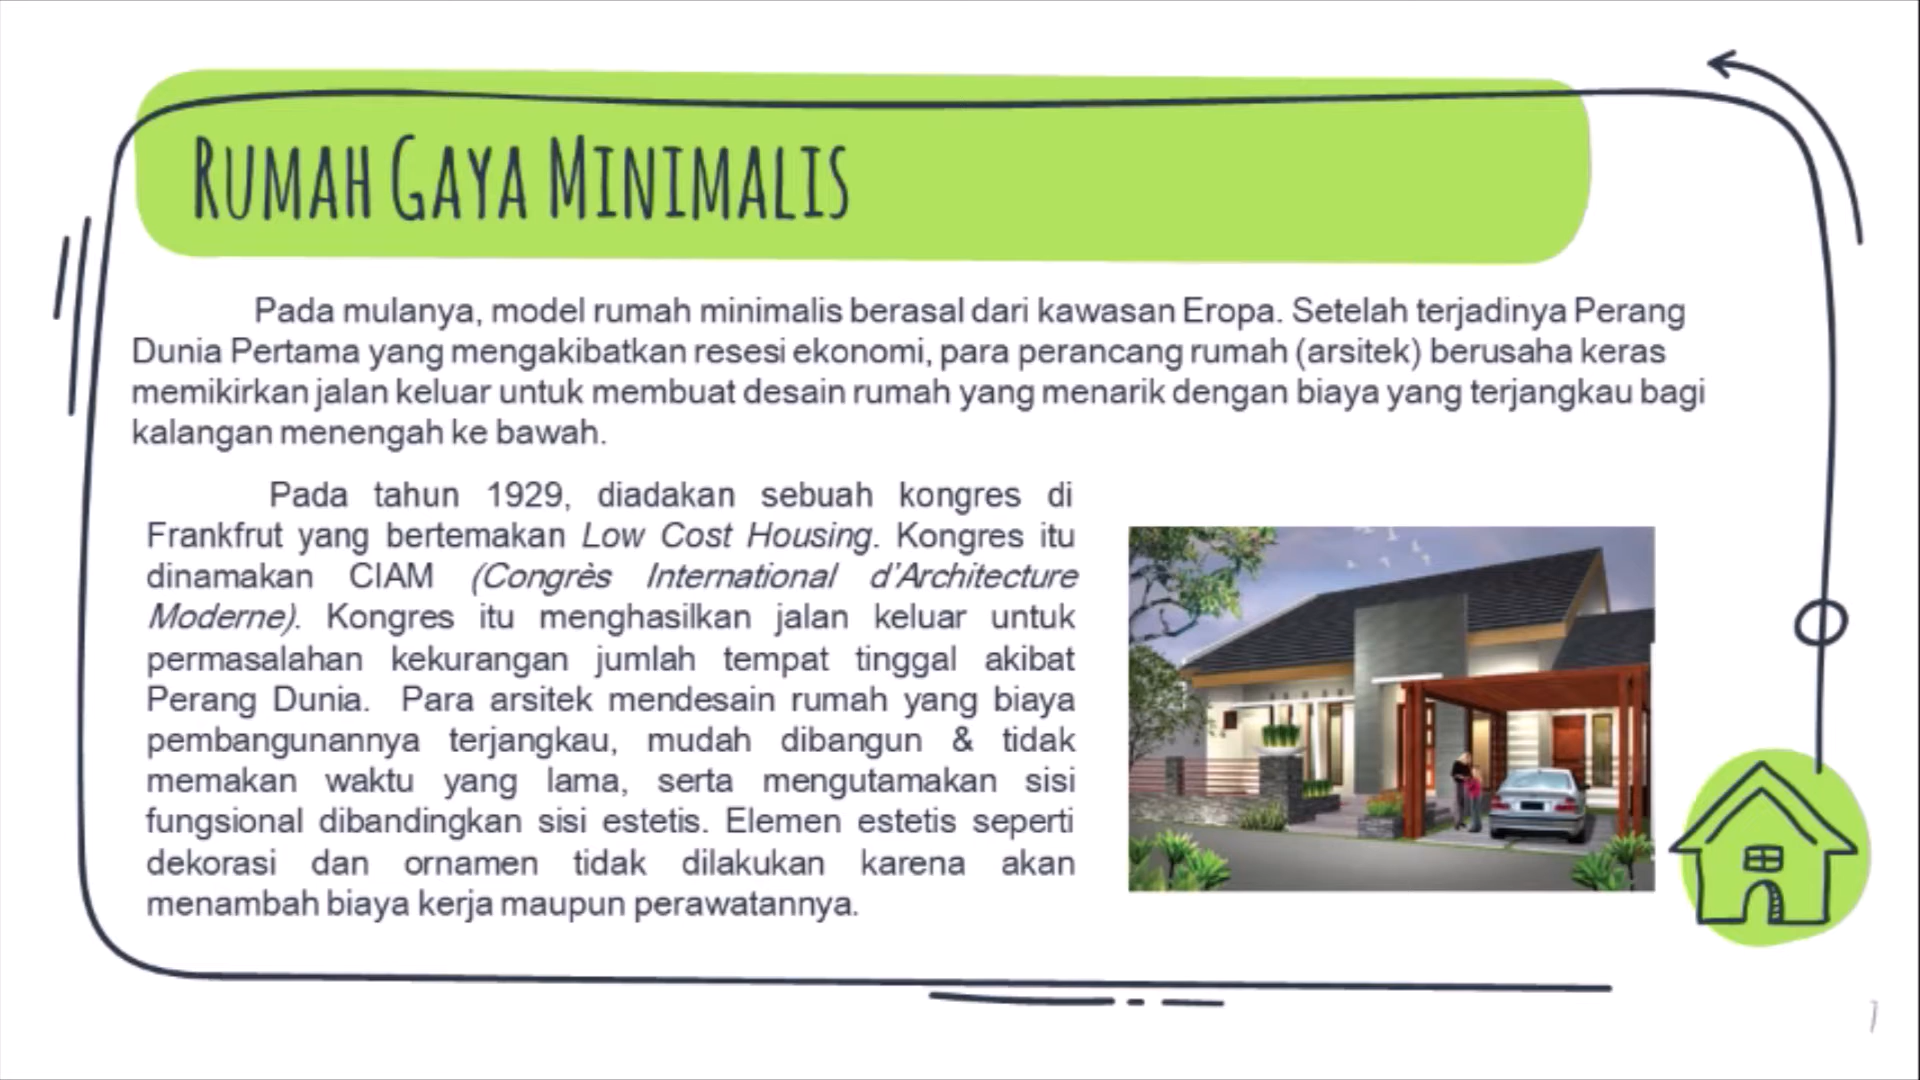 RUMAH GAYA MINIMALIS
Pada mulanya, model rumah minimalis berasal dari kawasan Eropa. Setelah terjadinya Perang
Dunia Pertama yang mengakibatkan resesi ekonomi, para perancang rumah (arsitek) berusaha keras
memikirkan jalan keluar untuk membuat desain rumah yang menarik dengan biaya yang terjangkau bagi
kalangan menengah ke bawah.
Pada tahun 1929, diadakan sebuah kongres di
Frankfrut yang bertemakan Low Cost Housing. Kongres itu
dinamakan CIAM (Congrès International d'Architecture
Moderne). Kongres itu menghasilkan jalan keluar untuk
permasalahan kekurangan jumlah tempat tinggal akibat
Perang Dunia. Para arsitek mendesain rumah yang biaya
pembangunannya terjangkau, mudah dibangun & tidak
memakan waktu yang lama, serta mengutamakan sisi
fungsional dibandingkan sisi estetis. Elemen estetis seperti
dekorasi dan ornamen tidak dilakukan karena akan
menambah biaya kerja maupun perawatannya.
7